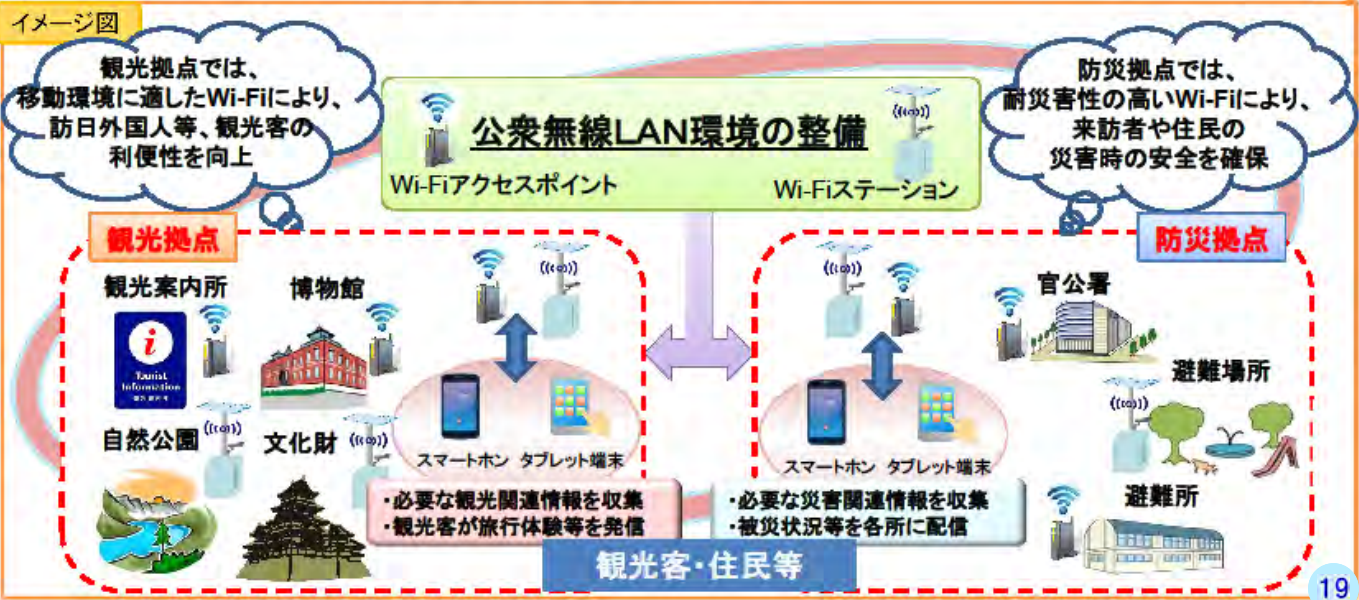 イメージ図
観光拠点では、
移動環境に適したWi-Fiにより、
訪日外国人等、観光客の
利便性を向上
公衆無線LAN環境の整備
Wi-Fiアクセスポイント
Wi-Fiステーション
防災拠点では、
耐災害性の高いWi-Fiにより、
来訪者や住民の
災害時の安全を確保
観光拠点
観光案内所
博物館
i
Tourist
Information
自然公園
文化財
スマートホン タブレット端末
・必要な観光関連情報を収集
・観光客が旅行体験等を発信
防災拠点
官公署
避難場所
スマートホン タブレット端末
避難所
・必要な災害関連情報を収集
・被災状況等を各所に配信
観光客・住民等
19